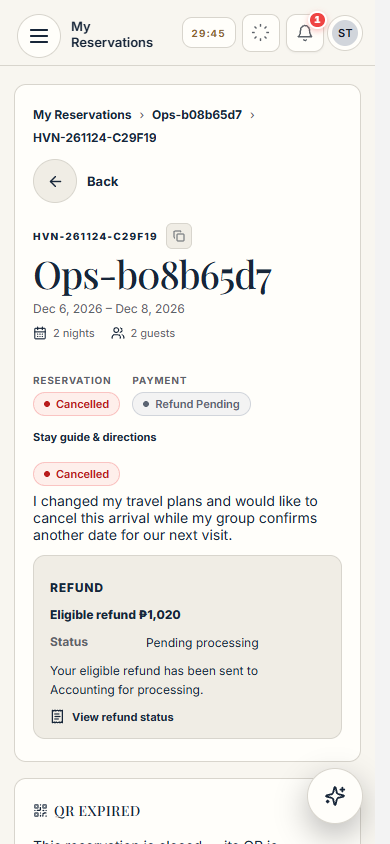 My
Reservations
29:45
1
ST
My Reservations › Ops-b08b65d7 ›
HVN-261124-C29F19
Back
HVN-261124-C29F19
Ops-b08b65d7
Dec 6, 2026 – Dec 8, 2026
2 nights 2 guests
RESERVATION PAYMENT
Cancelled Refund Pending
Stay guide & directions
Cancelled
I changed my travel plans and would like to
cancel this arrival while my group confirms
another date for our next visit.
REFUND
Eligible refund ₱1,020
Status Pending processing
Your eligible refund has been sent to
Accounting for processing.
View refund status
QR EXPIRED